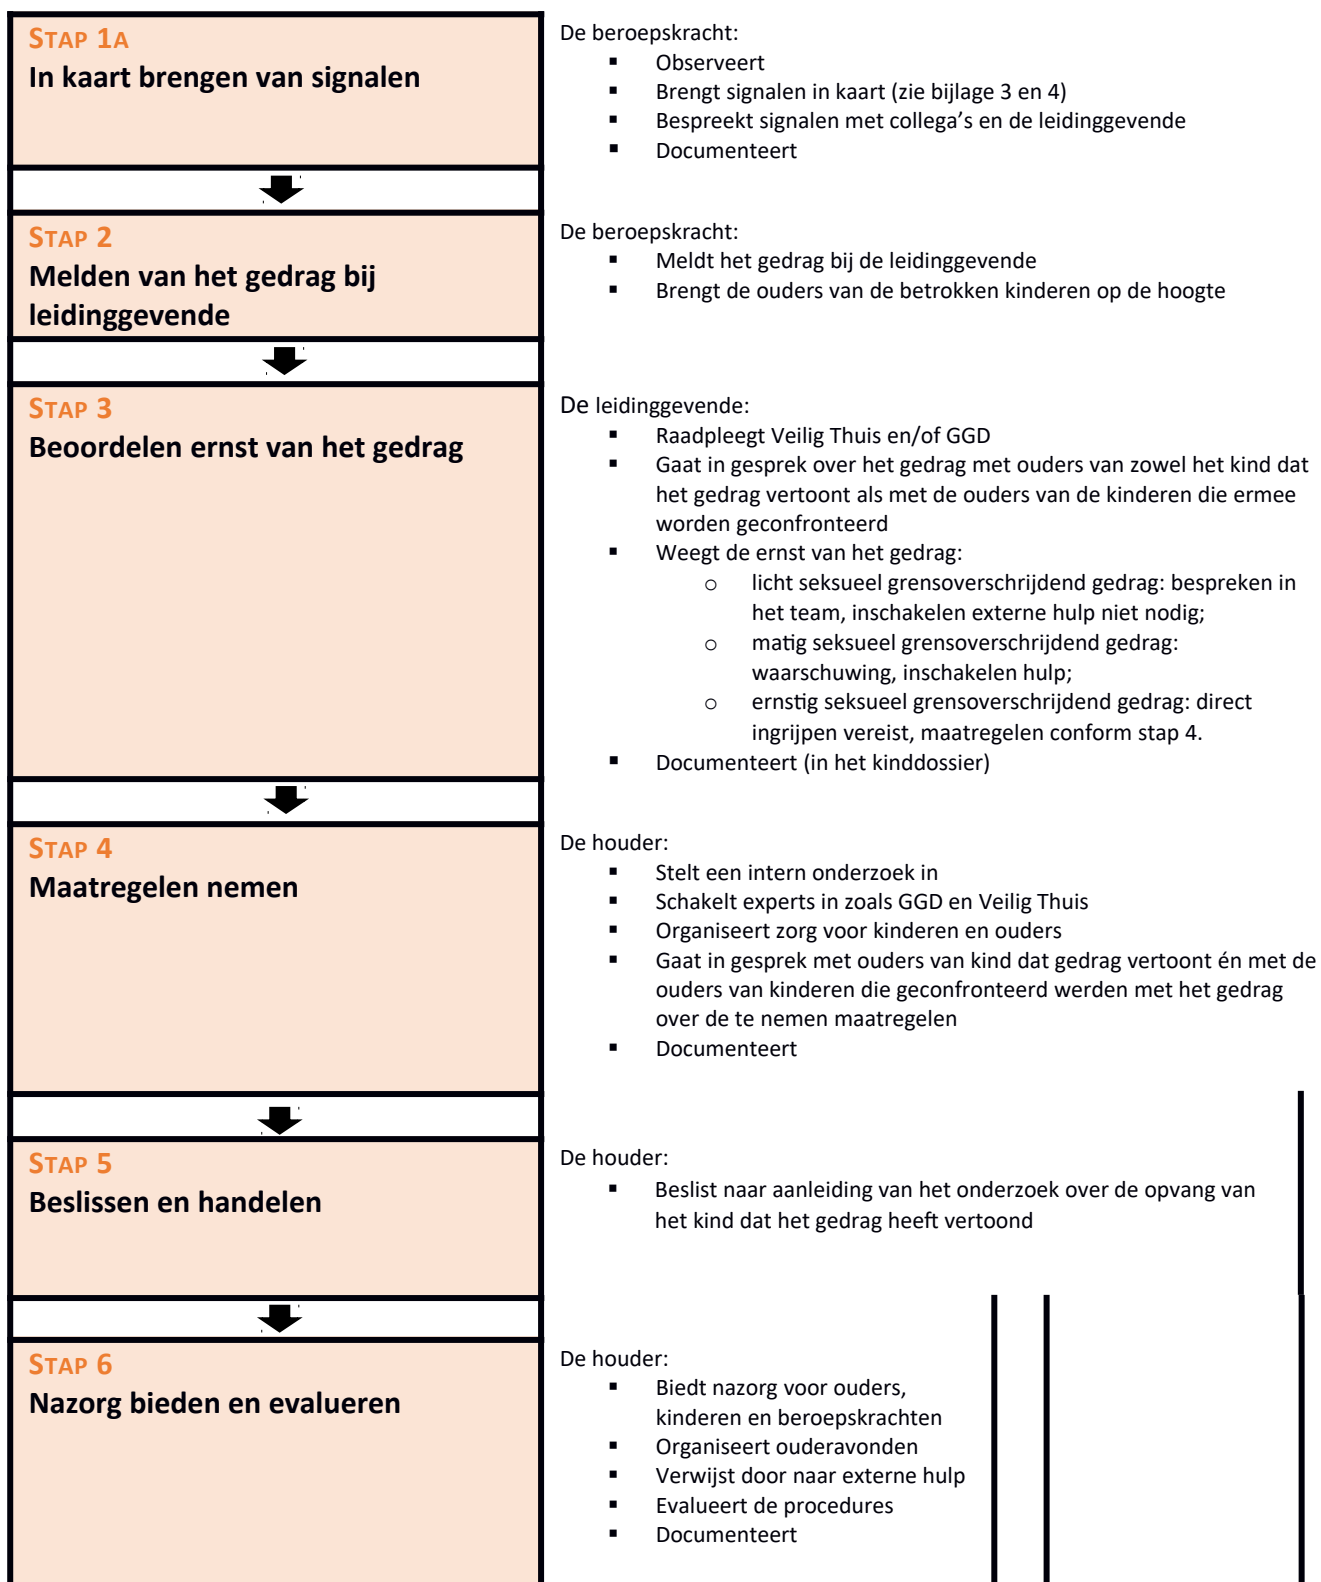 STAP 1A
In kaart brengen van signalen
De beroepskracht:
▪ Observeert
▪ Brengt signalen in kaart (zie bijlage 3 en 4)
▪ Bespreekt signalen met collega's en de leidinggevende
▪ Documenteert
STAP 2
Melden van het gedrag bij
leidinggevende
De beroepskracht:
▪ Meldt het gedrag bij de leidinggevende
▪ Brengt de ouders van de betrokken kinderen op de hoogte
STAP 3
Beoordelen ernst van het gedrag
De leidinggevende:
▪ Raadpleegt Veilig Thuis en/of GGD
▪ Gaat in gesprek over het gedrag met ouders van zowel het kind dat
het gedrag vertoont als met de ouders van de kinderen die ermee
worden geconfronteerd
▪ Weegt de ernst van het gedrag:
o licht seksueel grensoverschrijdend gedrag: bespreken in
het team, inschakelen externe hulp niet nodig;
o matig seksueel grensoverschrijdend gedrag:
waarschuwing, inschakelen hulp;
o ernstig seksueel grensoverschrijdend gedrag: direct
ingrijpen vereist, maatregelen conform stap 4.
▪ Documenteert (in het kinddossier)
STAP 4
Maatregelen nemen
De houder:
▪ Stelt een intern onderzoek in
▪ Schakelt experts in zoals GGD en Veilig Thuis
▪ Organiseert zorg voor kinderen en ouders
▪ Gaat in gesprek met ouders van kind dat gedrag vertoont én met de
ouders van kinderen die geconfronteerd werden met het gedrag
over de te nemen maatregelen
▪ Documenteert
STAP 5
Beslissen en handelen
De houder:
▪ Beslist naar aanleiding van het onderzoek over de opvang van
het kind dat het gedrag heeft vertoond
STAP 6
Nazorg bieden en evalueren
De houder:
▪ Biedt nazorg voor ouders,
kinderen en beroepskrachten
▪ Organiseert ouderavonden
▪ Verwijst door naar externe hulp
▪ Evalueert de procedures
▪ Documenteert